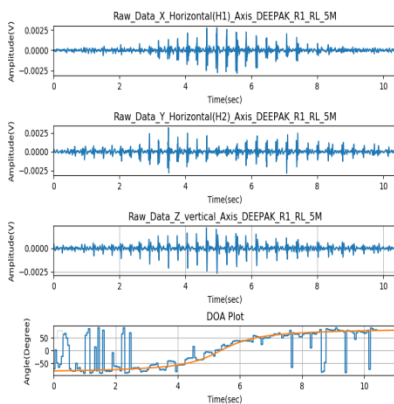 Raw_Data_X_Horizontal(H1)_Axis_DEEPAK_R1_RL_5M
Amplitude(V)
0.0025
0.0000
−0.0025
0 2 4 6 8 10
Time(sec)
Raw_Data_Y_Horizontal(H2)_Axis_DEEPAK_R1_RL_5M
Amplitude(V)
0.0025
0.0000
−0.0025
0 2 4 6 8 10
Time(sec)
Raw_Data_Z_vertical_Axis_DEEPAK_R1_RL_5M
Amplitude(V)
0.0000
−0.0025
0 2 4 6 8 10
Time(sec)
DOA Plot
Angle(Degree)
50
0
−50
0 2 4 6 8 10
Time(sec)